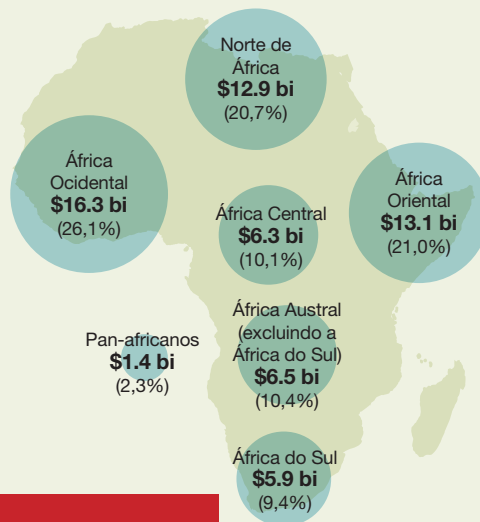 Norte de
África
$12.9 bi
(20,7%)
África
Ocidental
$16.3 bi
(26,1%)
África
Oriental
$13.1 bi
(21,0%)
África Central
$6.3 bi
(10,1%)
Pan-africanos
$1.4 bi
(2,3%)
África Austral
(excluindo a
África do Sul)
$6.5 bi
(10,4%)
África do Sul
$5.9 bi
(9,4%)